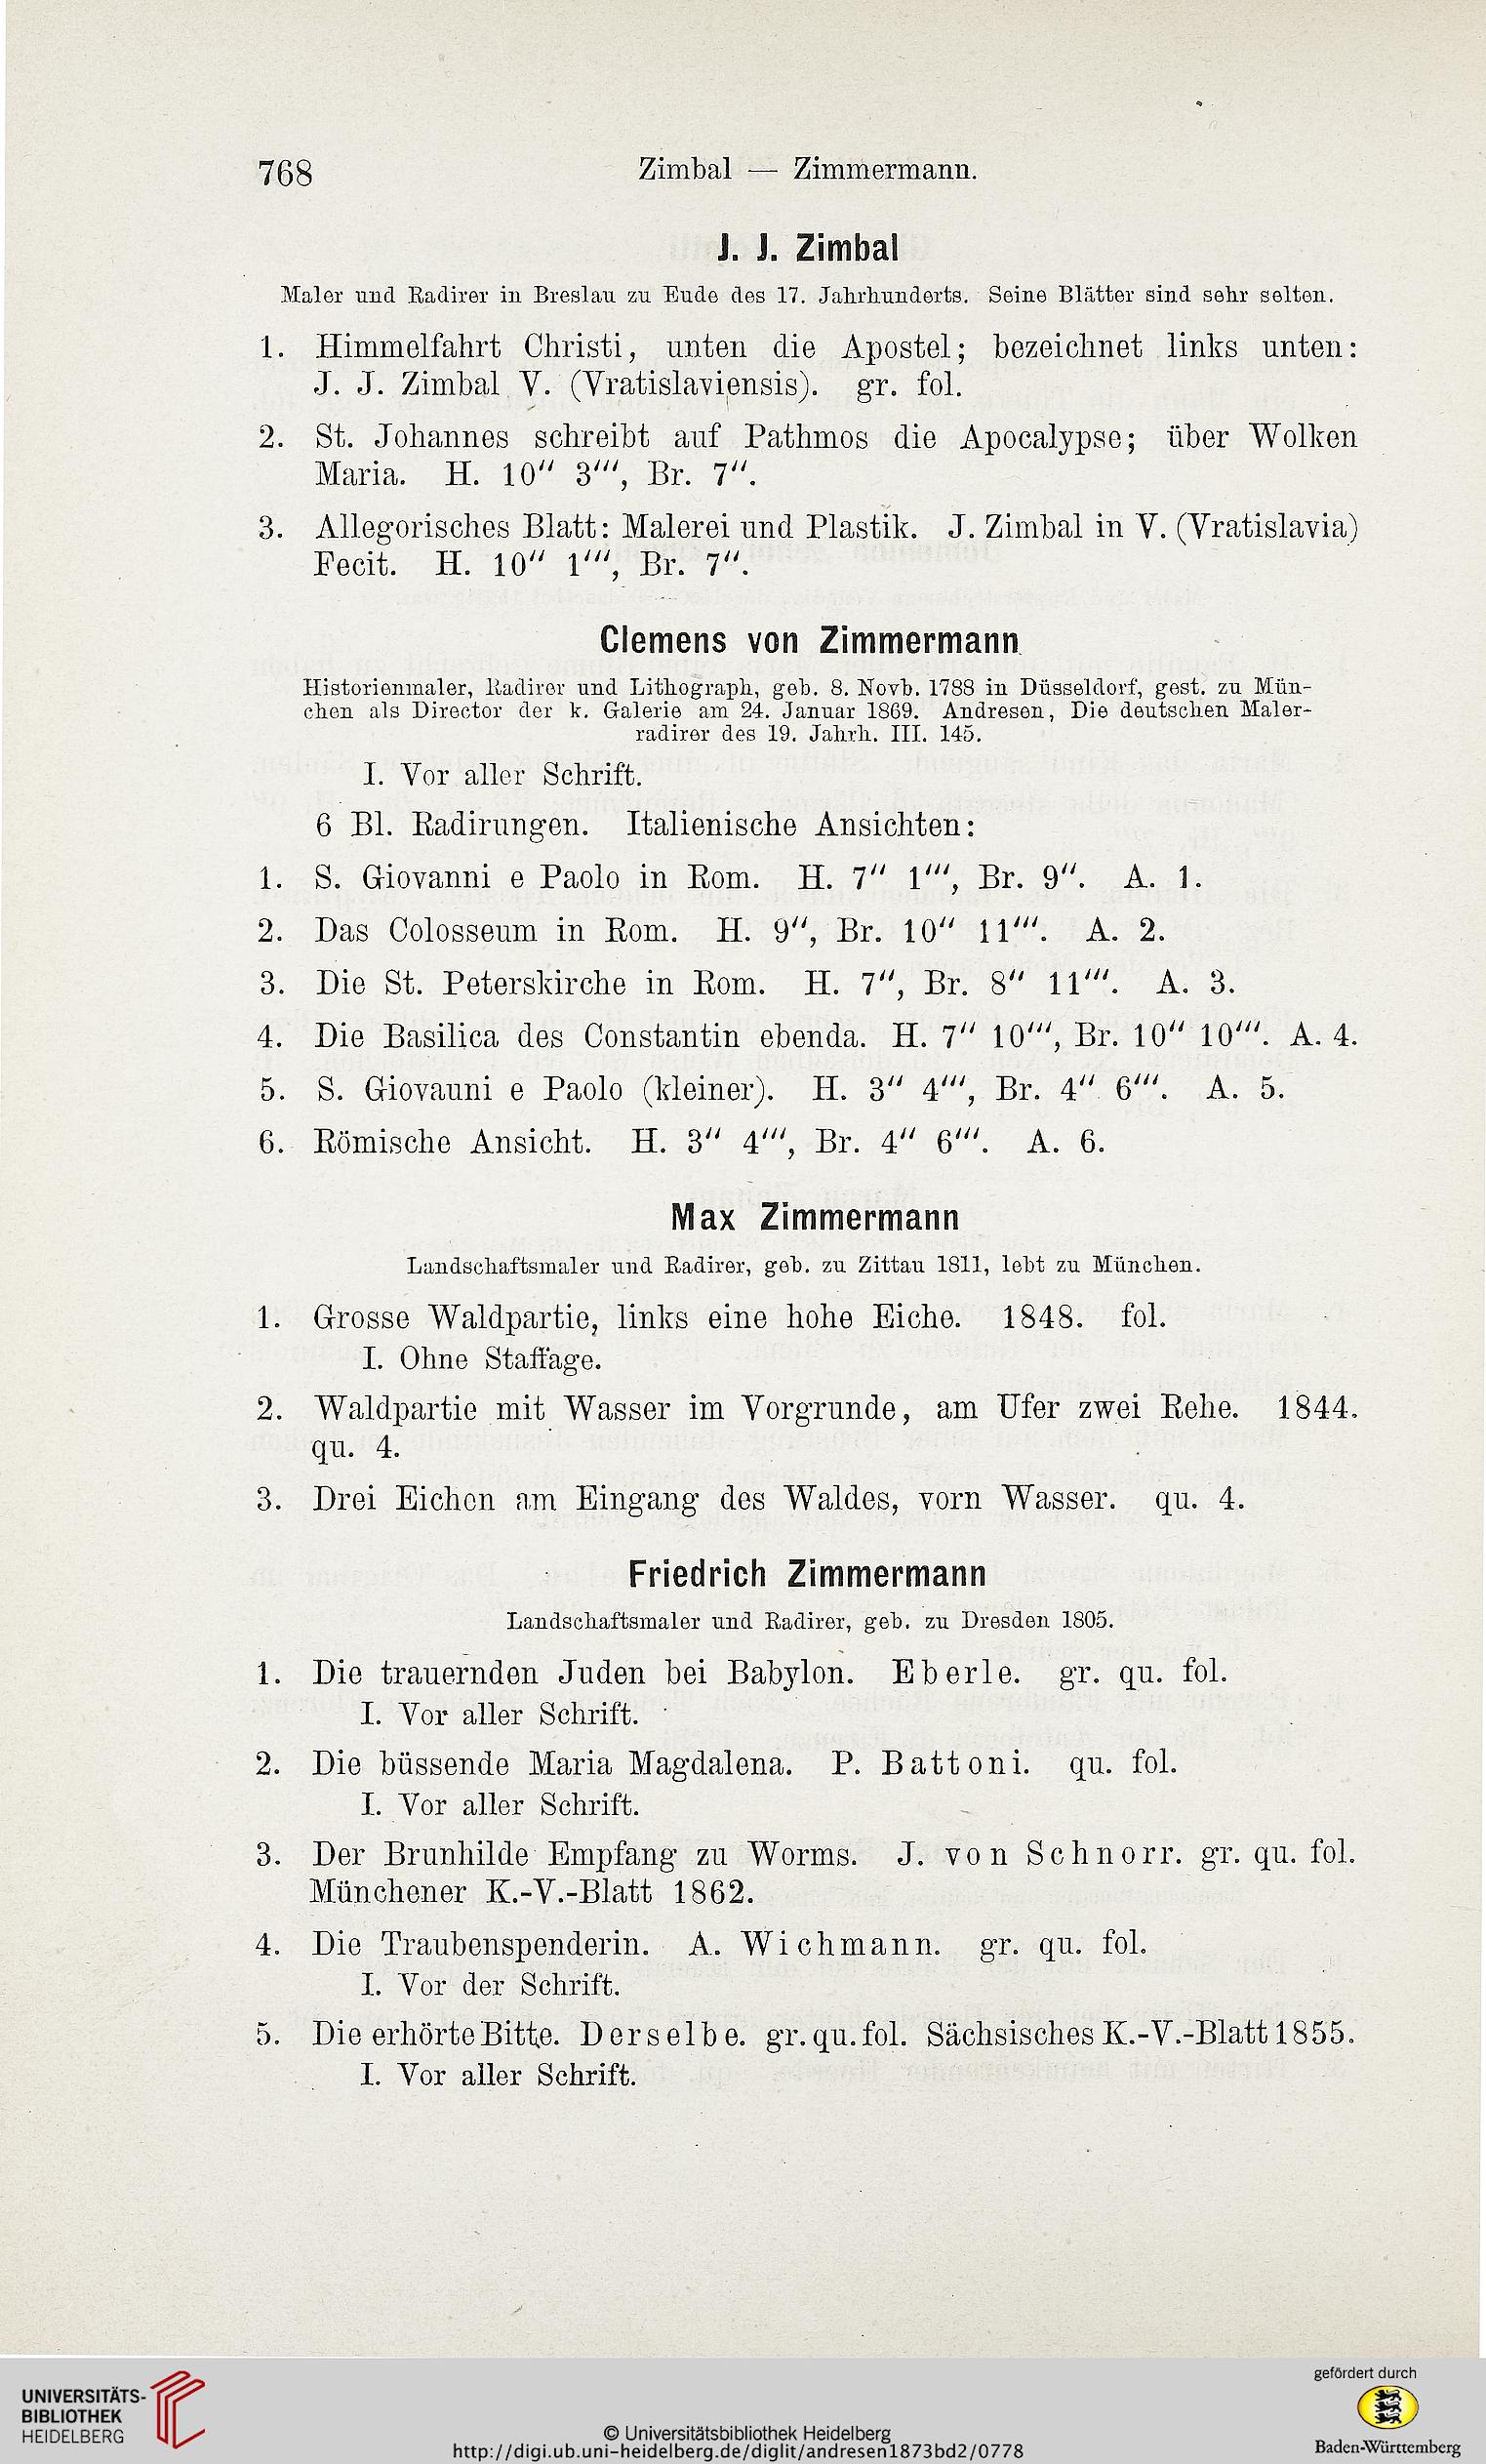 768
Zimbal — Zimmermann.
J. J. Zimbal
Maler und Radirer in Breslau zu Ende des 17. Jahrhunderts. Seine Blätter sind sehr selten.
1. Himmelfahrt Christi, unten die Apostel; bezeichnet links unten:
J. J. Zimbal V. (Vratislaviensis). gr. fol.
2. St. Johannes schreibt auf Pathmos die Apocalypse; über Wolken
Maria. H. 10" 3"', Br. 7".
3. Allegorisches Blatt: Malerei und Plastik. J. Zimbal in V. (Vratislavia)
Fecit. H. 10" 1"', Br. 7".
Clemens von Zimmermann
Historienmaler, Radirer und Lithograph, geb. 8. Novb. 1788 in Düsseldorf, gest. zu Mün-
chen als Director der k. Galerie am 24. Januar 1869. Andresen, Die deutschen Maler-
radirer des 19. Jahrh. III. 145.
I. Vor aller Schrift.
6 Bl. Radirungen. Italienische Ansichten:
1. S. Giovanni e Paolo in Rom. H. 7" 1"', Br. 9". A. 1.
2. Das Colosseum in Rom. H. 9", Br. 10" 11"'. A. 2.
3. Die St. Peterskirche in Rom. H. 7", Br. 8" 11"'. A. 3.
4. Die Basilica des Constantin ebenda. H. 7" 10"', Br. 10" 10"'. A. 4.
5. S. Giovauni e Paolo (kleiner). H. 3" 4"', Br. 4" 6"'. A. 5.
6. Römische Ansicht. H. 3" 4"', Br. 4" 6"'. A. 6.
Max Zimmermann
Landschaftsmaler und Radirer, geb. zu Zittau 1811, lebt zu München.
1. Grosse Waldpartie, links eine hohe Eiche. 1848. fol.
I. Ohne Staffage.
2. Waldpartie mit Wasser im Vorgrunde, am Ufer zwei Rehe. 1844.
qu. 4.
3. Drei Eichen am Eingang des Waldes, vorn Wasser. qu. 4.
Friedrich Zimmermann
Landschaftsmaler und Radirer, geb. zu Dresden 1805.
1. Die trauernden Juden bei Babylon. Eberle. gr. qu. fol.
I. Vor aller Schrift.
2. Die büssende Maria Magdalena. P. Battoni. qu. fol.
I. Vor aller Schrift.
3. Der Brunhilde Empfang zu Worms. J. von Schnorr. gr. qu. fol.
Münchener K.-V.-Blatt 1862.
4. Die Traubenspenderin. A. Wichmann. gr. qu. fol.
I. Vor der Schrift.
5. Die erhörte Bitte. Derselbe. gr. qu. fol. Sächsisches K.-V.-Blatt 1855.
I. Vor aller Schrift.
UNIVERSITÄTS-
BIBLIOTHEK
HEIDELBERG
© Universitätsbibliothek Heidelberg
http://digi.ub.uni-heidelberg.de/diglit/andresen1873bd2/0778
gefördert durch
Baden-Württemberg